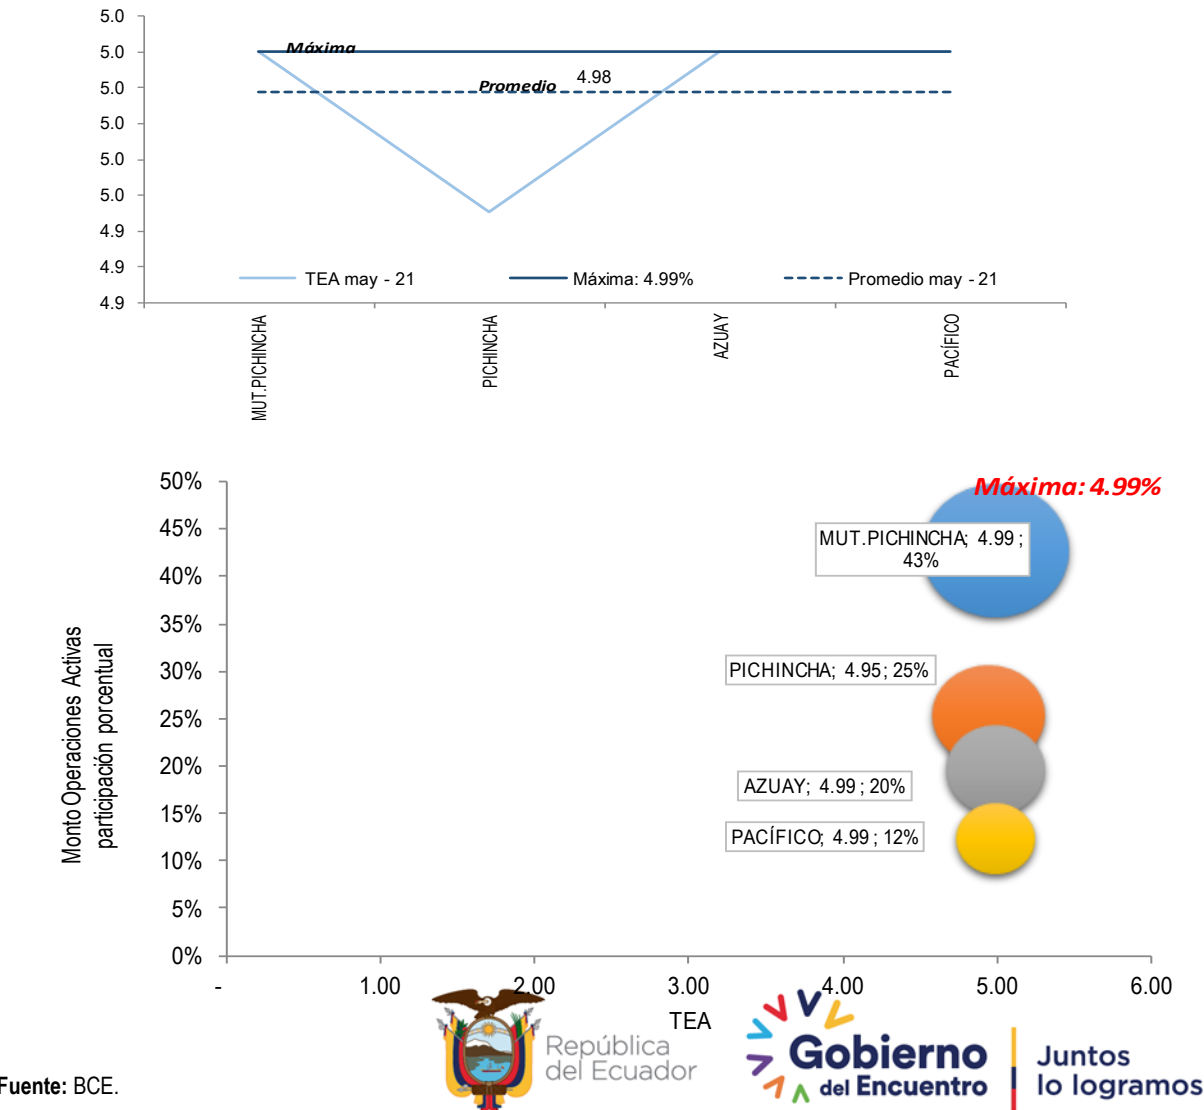 5.0
5.0
5.0
5.0
5.0
5.0
4.9
4.9
4.9
Máxima
Promedio
4.98
TEA may - 21
Máxima: 4.99%
Promedio may - 21
MUT.PICHINCHA
PICHINCHA
AZUAY
PACÍFICO
50%
45%
40%
35%
30%
25%
20%
15%
10%
5%
0%
Monto Operaciones Activas
participación porcentual
Máxima: 4.99%
MUT.PICHINCHA; 4.99 ;
43%
PICHINCHA; 4.95 ; 25%
AZUAY; 4.99 ; 20%
PACÍFICO; 4.99 ; 12%
-
1.00
2.00
3.00
4.00
5.00
6.00
TEA
República
del Ecuador
Gobierno
del Encuentro
Juntos
lo logramos
Fuente: BCE.